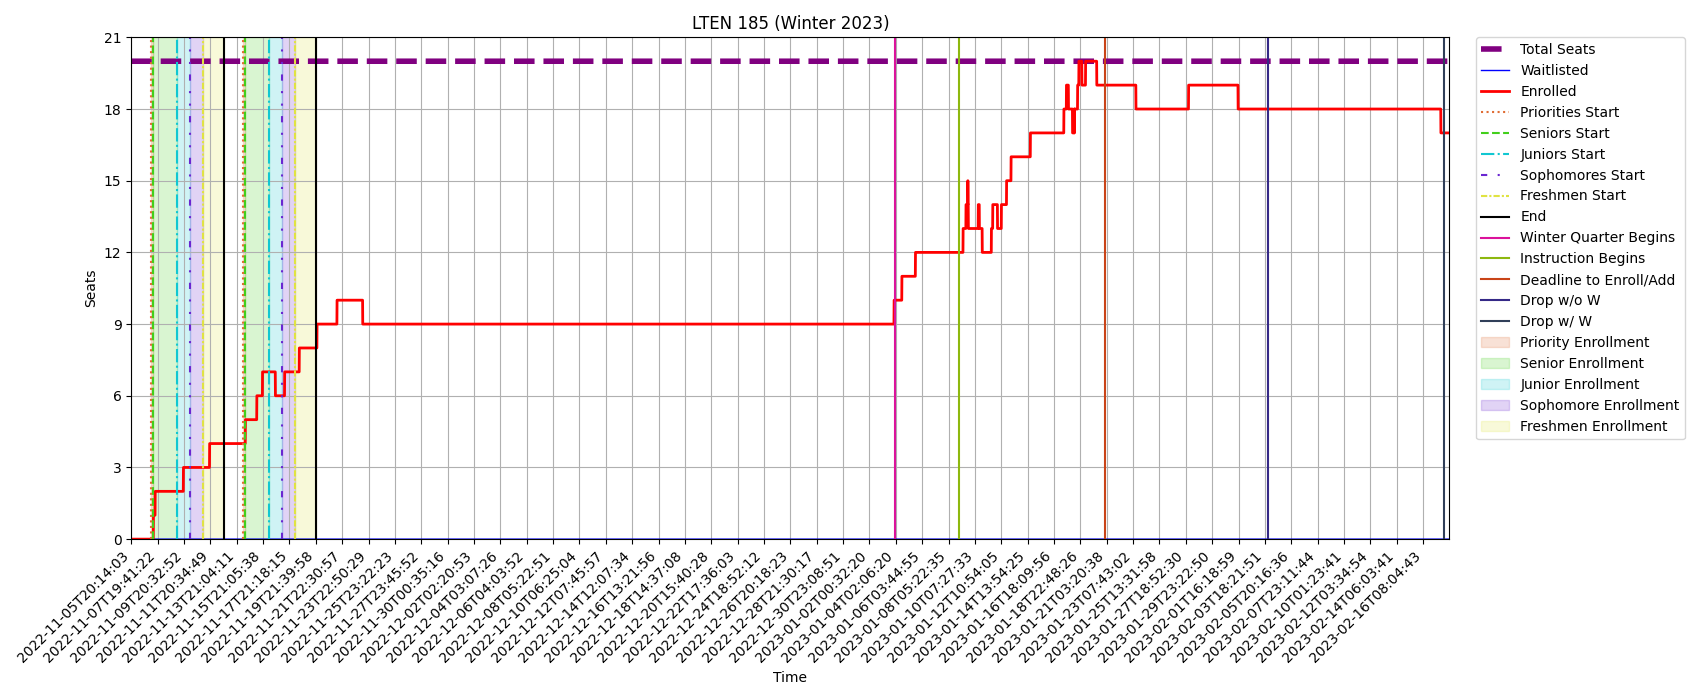 LTEN 185 (Winter 2023)
21
18
15
12
9
6
3
0
Seats
2022-11-05T20:14:03
2022-11-07T19:41:22
2022-11-09T20:32:52
2022-11-11T20:34:49
2022-11-13T21:04:11
2022-11-15T21:05:38
2022-11-17T21:18:15
2022-11-19T21:39:58
2022-11-21T22:30:57
2022-11-23T22:50:29
2022-11-25T23:22:23
2022-11-27T23:45:52
2022-11-30T00:35:16
2022-12-02T02:20:53
2022-12-04T03:07:26
2022-12-06T04:03:52
2022-12-08T05:22:51
2022-12-10T06:25:04
2022-12-12T07:45:57
2022-12-14T12:07:34
2022-12-16T13:21:56
2022-12-18T14:37:08
2022-12-20T15:40:28
2022-12-22T17:36:03
2022-12-24T18:52:12
2022-12-26T20:18:23
2022-12-28T21:30:17
2022-12-30T23:08:51
2023-01-02T00:32:20
2023-01-04T02:06:20
2023-01-06T03:44:55
2023-01-08T05:22:35
2023-01-10T07:27:33
2023-01-12T10:54:05
2023-01-14T13:54:25
2023-01-16T18:09:56
2023-01-18T22:48:26
2023-01-21T03:20:38
2023-01-23T07:43:02
2023-01-25T13:31:58
2023-01-27T18:52:30
2023-01-29T23:22:50
2023-02-01T16:18:59
2023-02-03T18:21:51
2023-02-05T20:16:36
2023-02-07T23:11:44
2023-02-10T01:23:41
2023-02-12T03:34:54
2023-02-14T06:03:41
2023-02-16T08:04:43
Time
Total Seats
Waitlisted
Enrolled
Priorities Start
Seniors Start
Juniors Start
Sophomores Start
Freshmen Start
End
Winter Quarter Begins
Instruction Begins
Deadline to Enroll/Add
Drop w/o W
Drop w/ W
Priority Enrollment
Senior Enrollment
Junior Enrollment
Sophomore Enrollment
Freshmen Enrollment